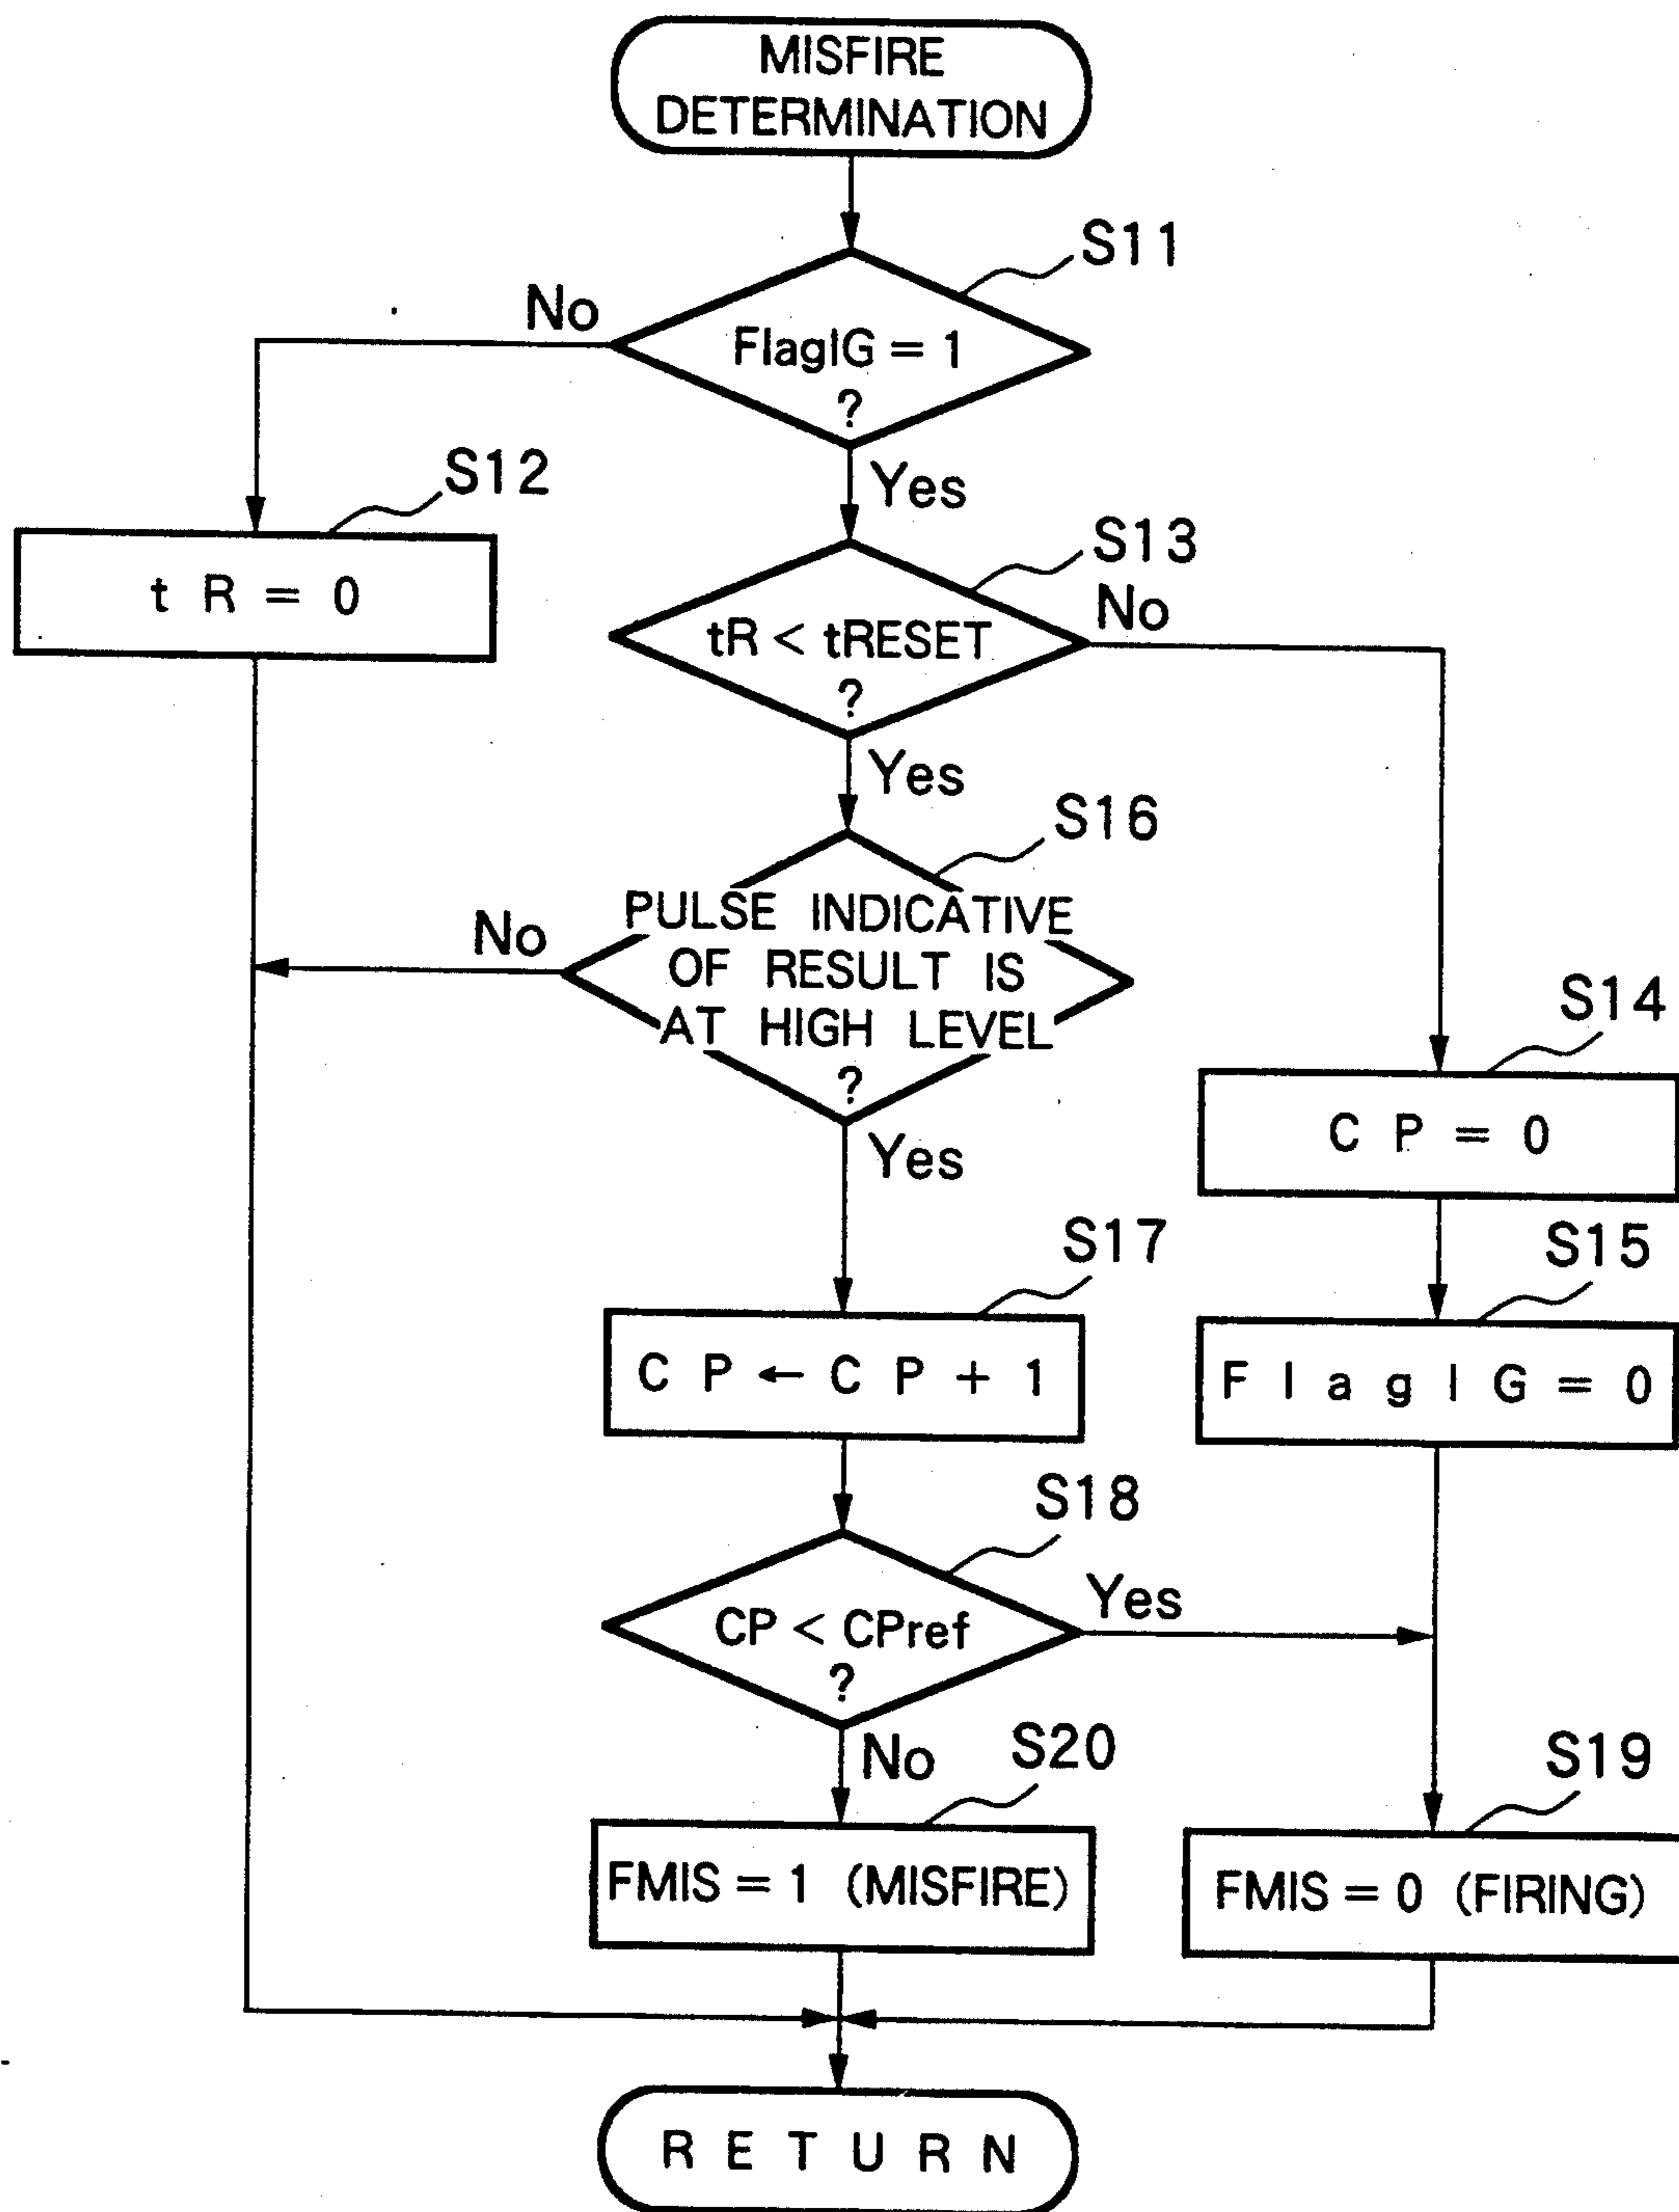 MISFIRE
DETERMINATION
S11
No
FlagIG = 1
?
Yes
S12
t R = 0
S13
No
tR < tRESET
?
Yes
S16
No
PULSE INDICATIVE
OF RESULT IS
AT HIGH LEVEL
?
Yes
S14
C P = 0
S17
S15
C P ← C P + 1
F l a g I G = 0
S18
Yes
CP < CPref
?
No
S20
S19
FMIS = 1 (MISFIRE)
FMIS = 0 (FIRING)
R E T U R N